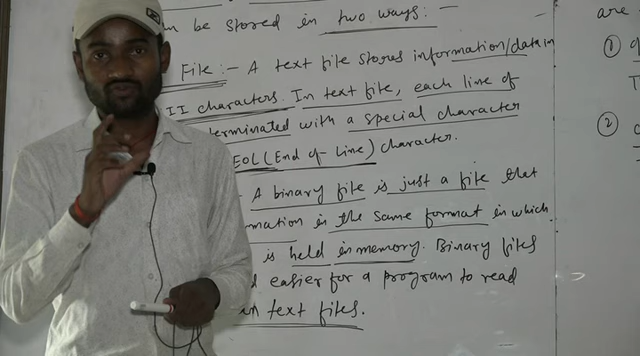 be stored in two ways: —
File:- A text file stores information/data in
II characters. In text file, each line of
terminated with a special character
EOL (End of Line) character.
A binary file is just a file that
mation in the same format in which
is held in memory. Binary files
easier for a program to read
text files.
are
①
②